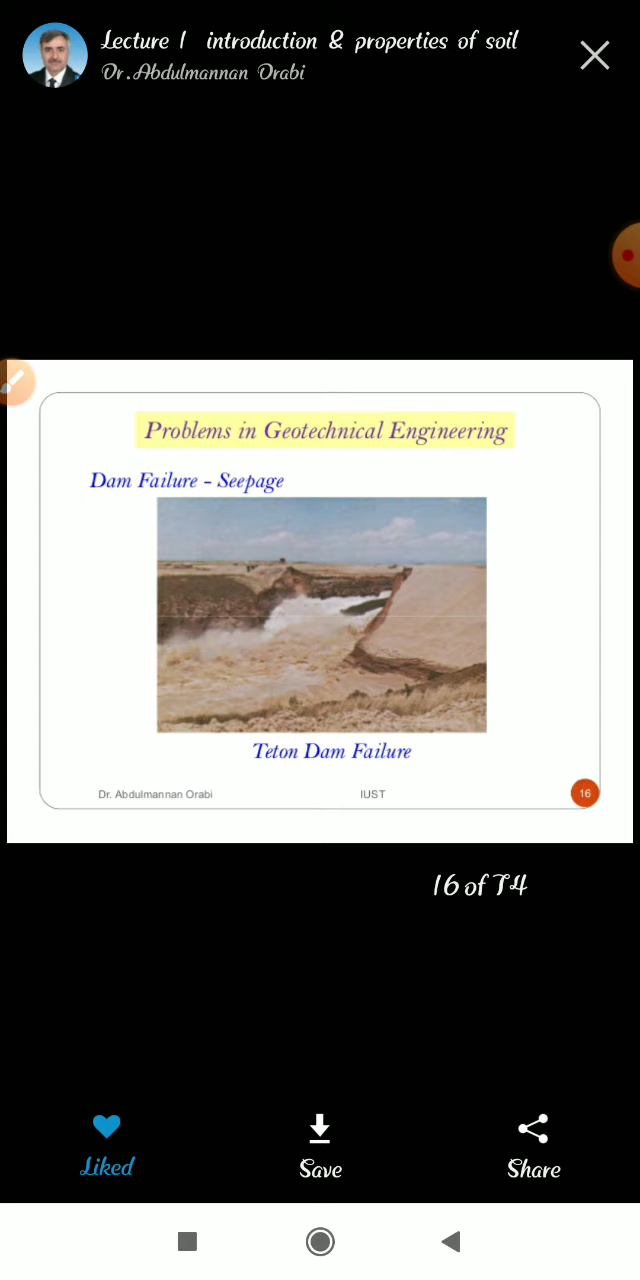 Lecture 1 introduction & properties of soil
Dr.Abdulmannan Orabi
Problems in Geotechnical Engineering
Dam Failure - Seepage
Teton Dam Failure
Dr. Abdulmannan Orabi IUST 16
16 of 74
Liked Save Share